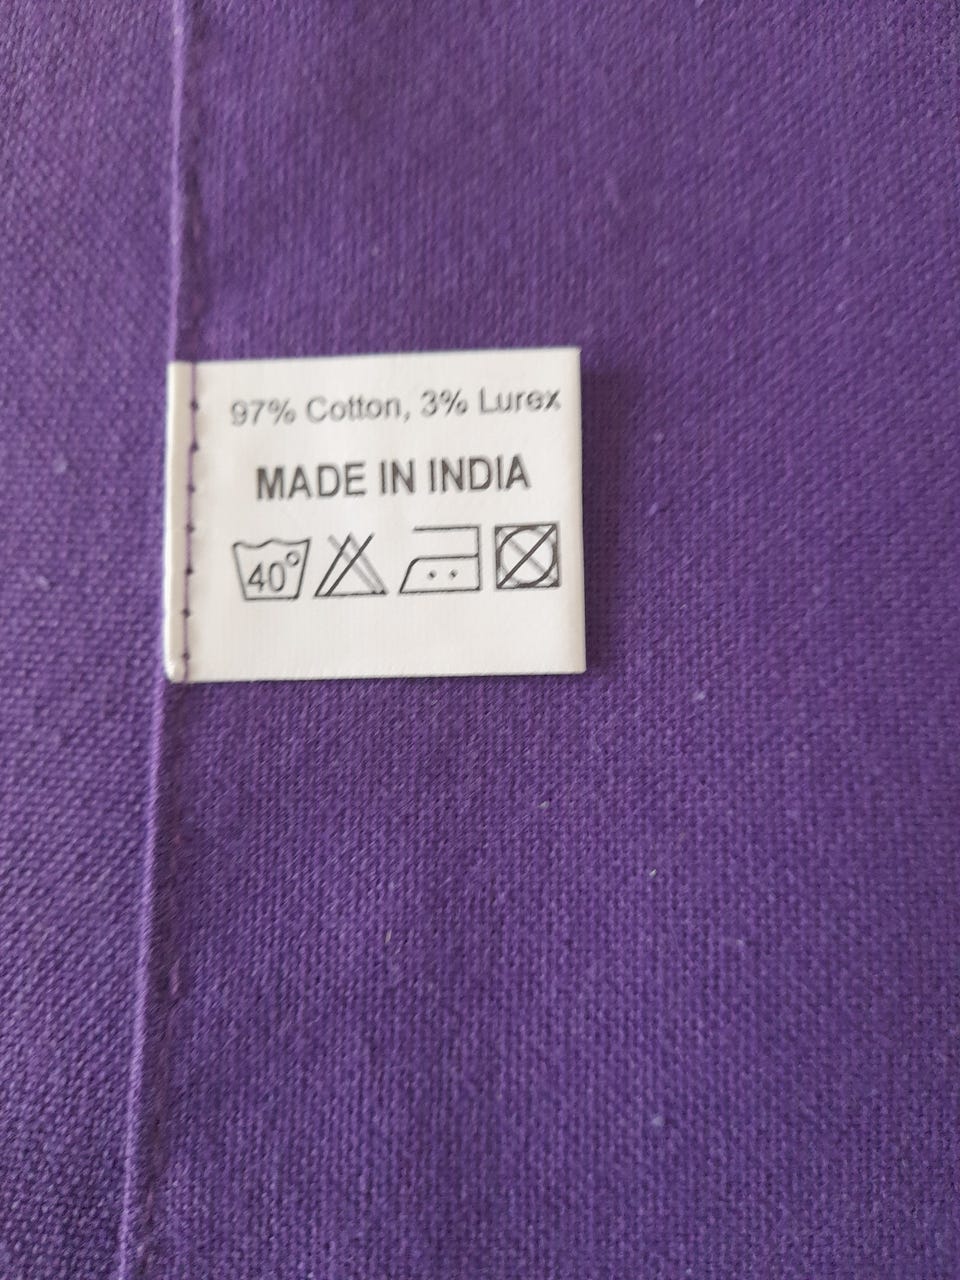 97% Cotton, 3% Lurex
MADE IN INDIA
40°